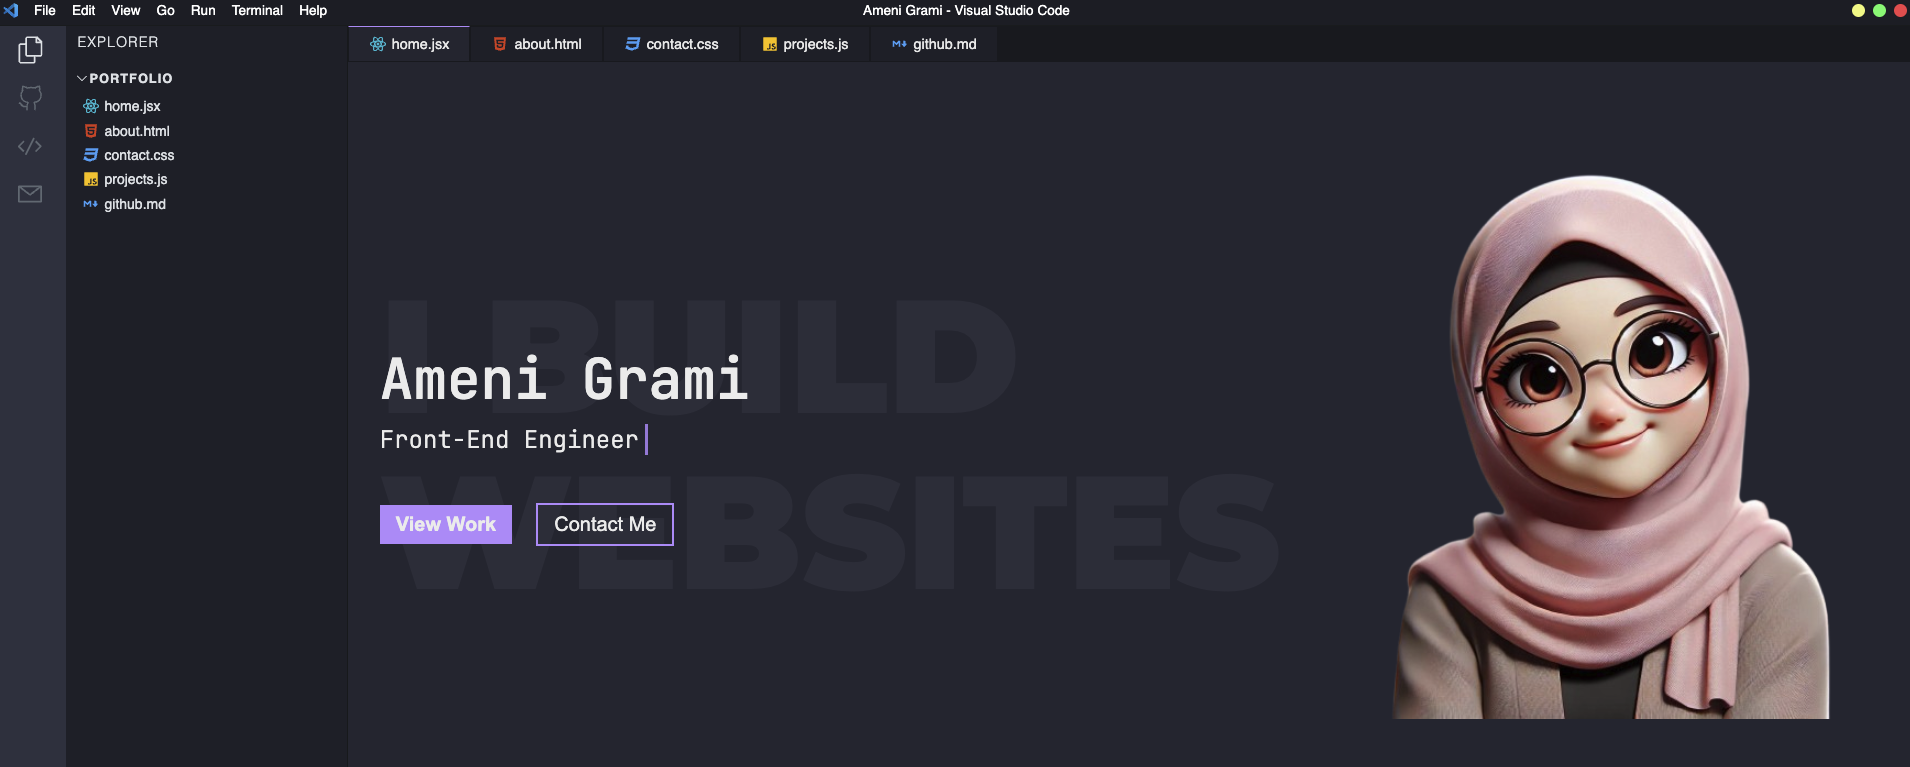 File Edit View Go Run Terminal Help
Ameni Grami - Visual Studio Code
EXPLORER
PORTFOLIO
home.jsx
about.html
contact.css
projects.js
github.md
home.jsx about.html contact.css projects.js github.md
I BUILD
Ameni Grami
Front-End Engineer
WEBSITES
View Work Contact Me